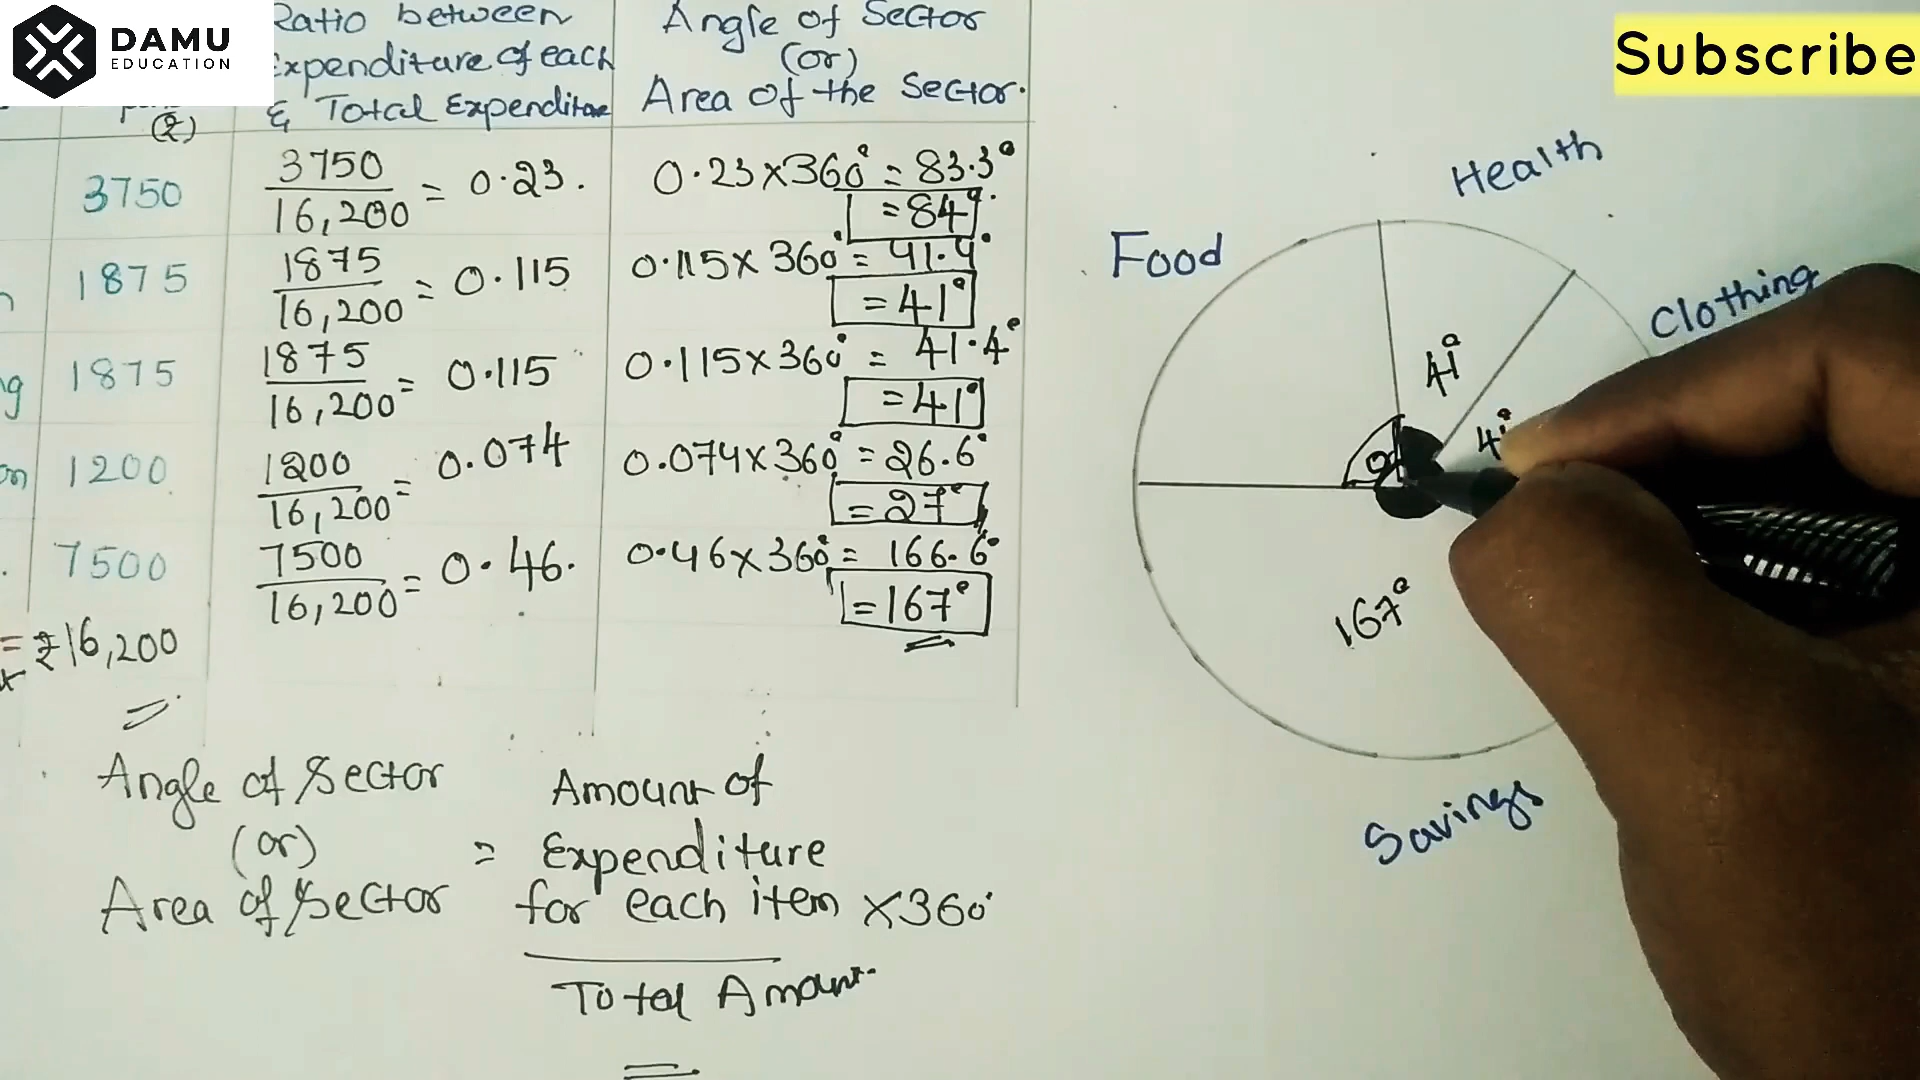 DAMU
EDUCATION
Subscribe
Ratio between
Expenditure of each
& Total Expenditure
Angle of Sector
(or)
Area of the Sector.
(₹)
3750
3750
16,200
= 0.23.
0.23×360° = 83.3°
= 84°
n
1875
1875
16,200
= 0.115
0.115×360° = 41.4°
= 41°
ng
1875
1875
16,200
= 0.115
0.115×360° = 41.4°
= 41°
on
1200
1200
16,200
= 0.074
0.074×360° = 26.6°
= 27°
.
7500
7500
16,200
= 0.46.
0.46×360° = 166.6°
= 167°
= ₹16,200
Angle of Sector
(or)
Area of Sector
=
Amount of
Expenditure
for each item ×360°
Total Amount
Health
Food
Clothing
41°
167°
Savings